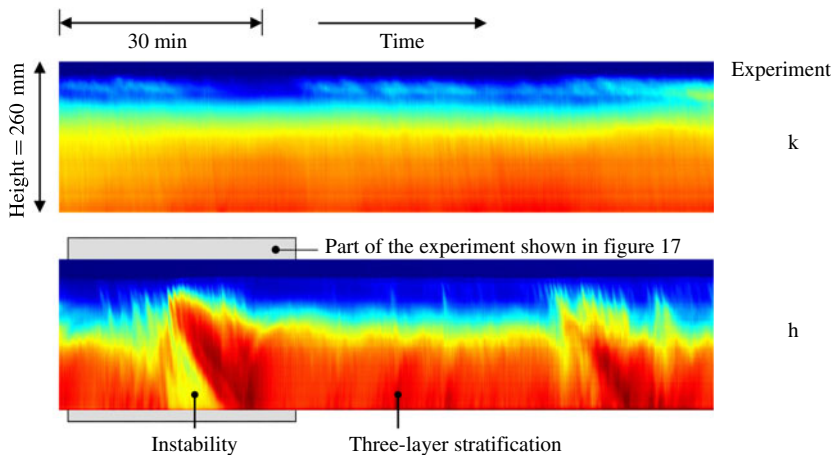 30 min
Time
Height = 260 mm
Experiment
k
Part of the experiment shown in figure 17
h
Instability
Three-layer stratification